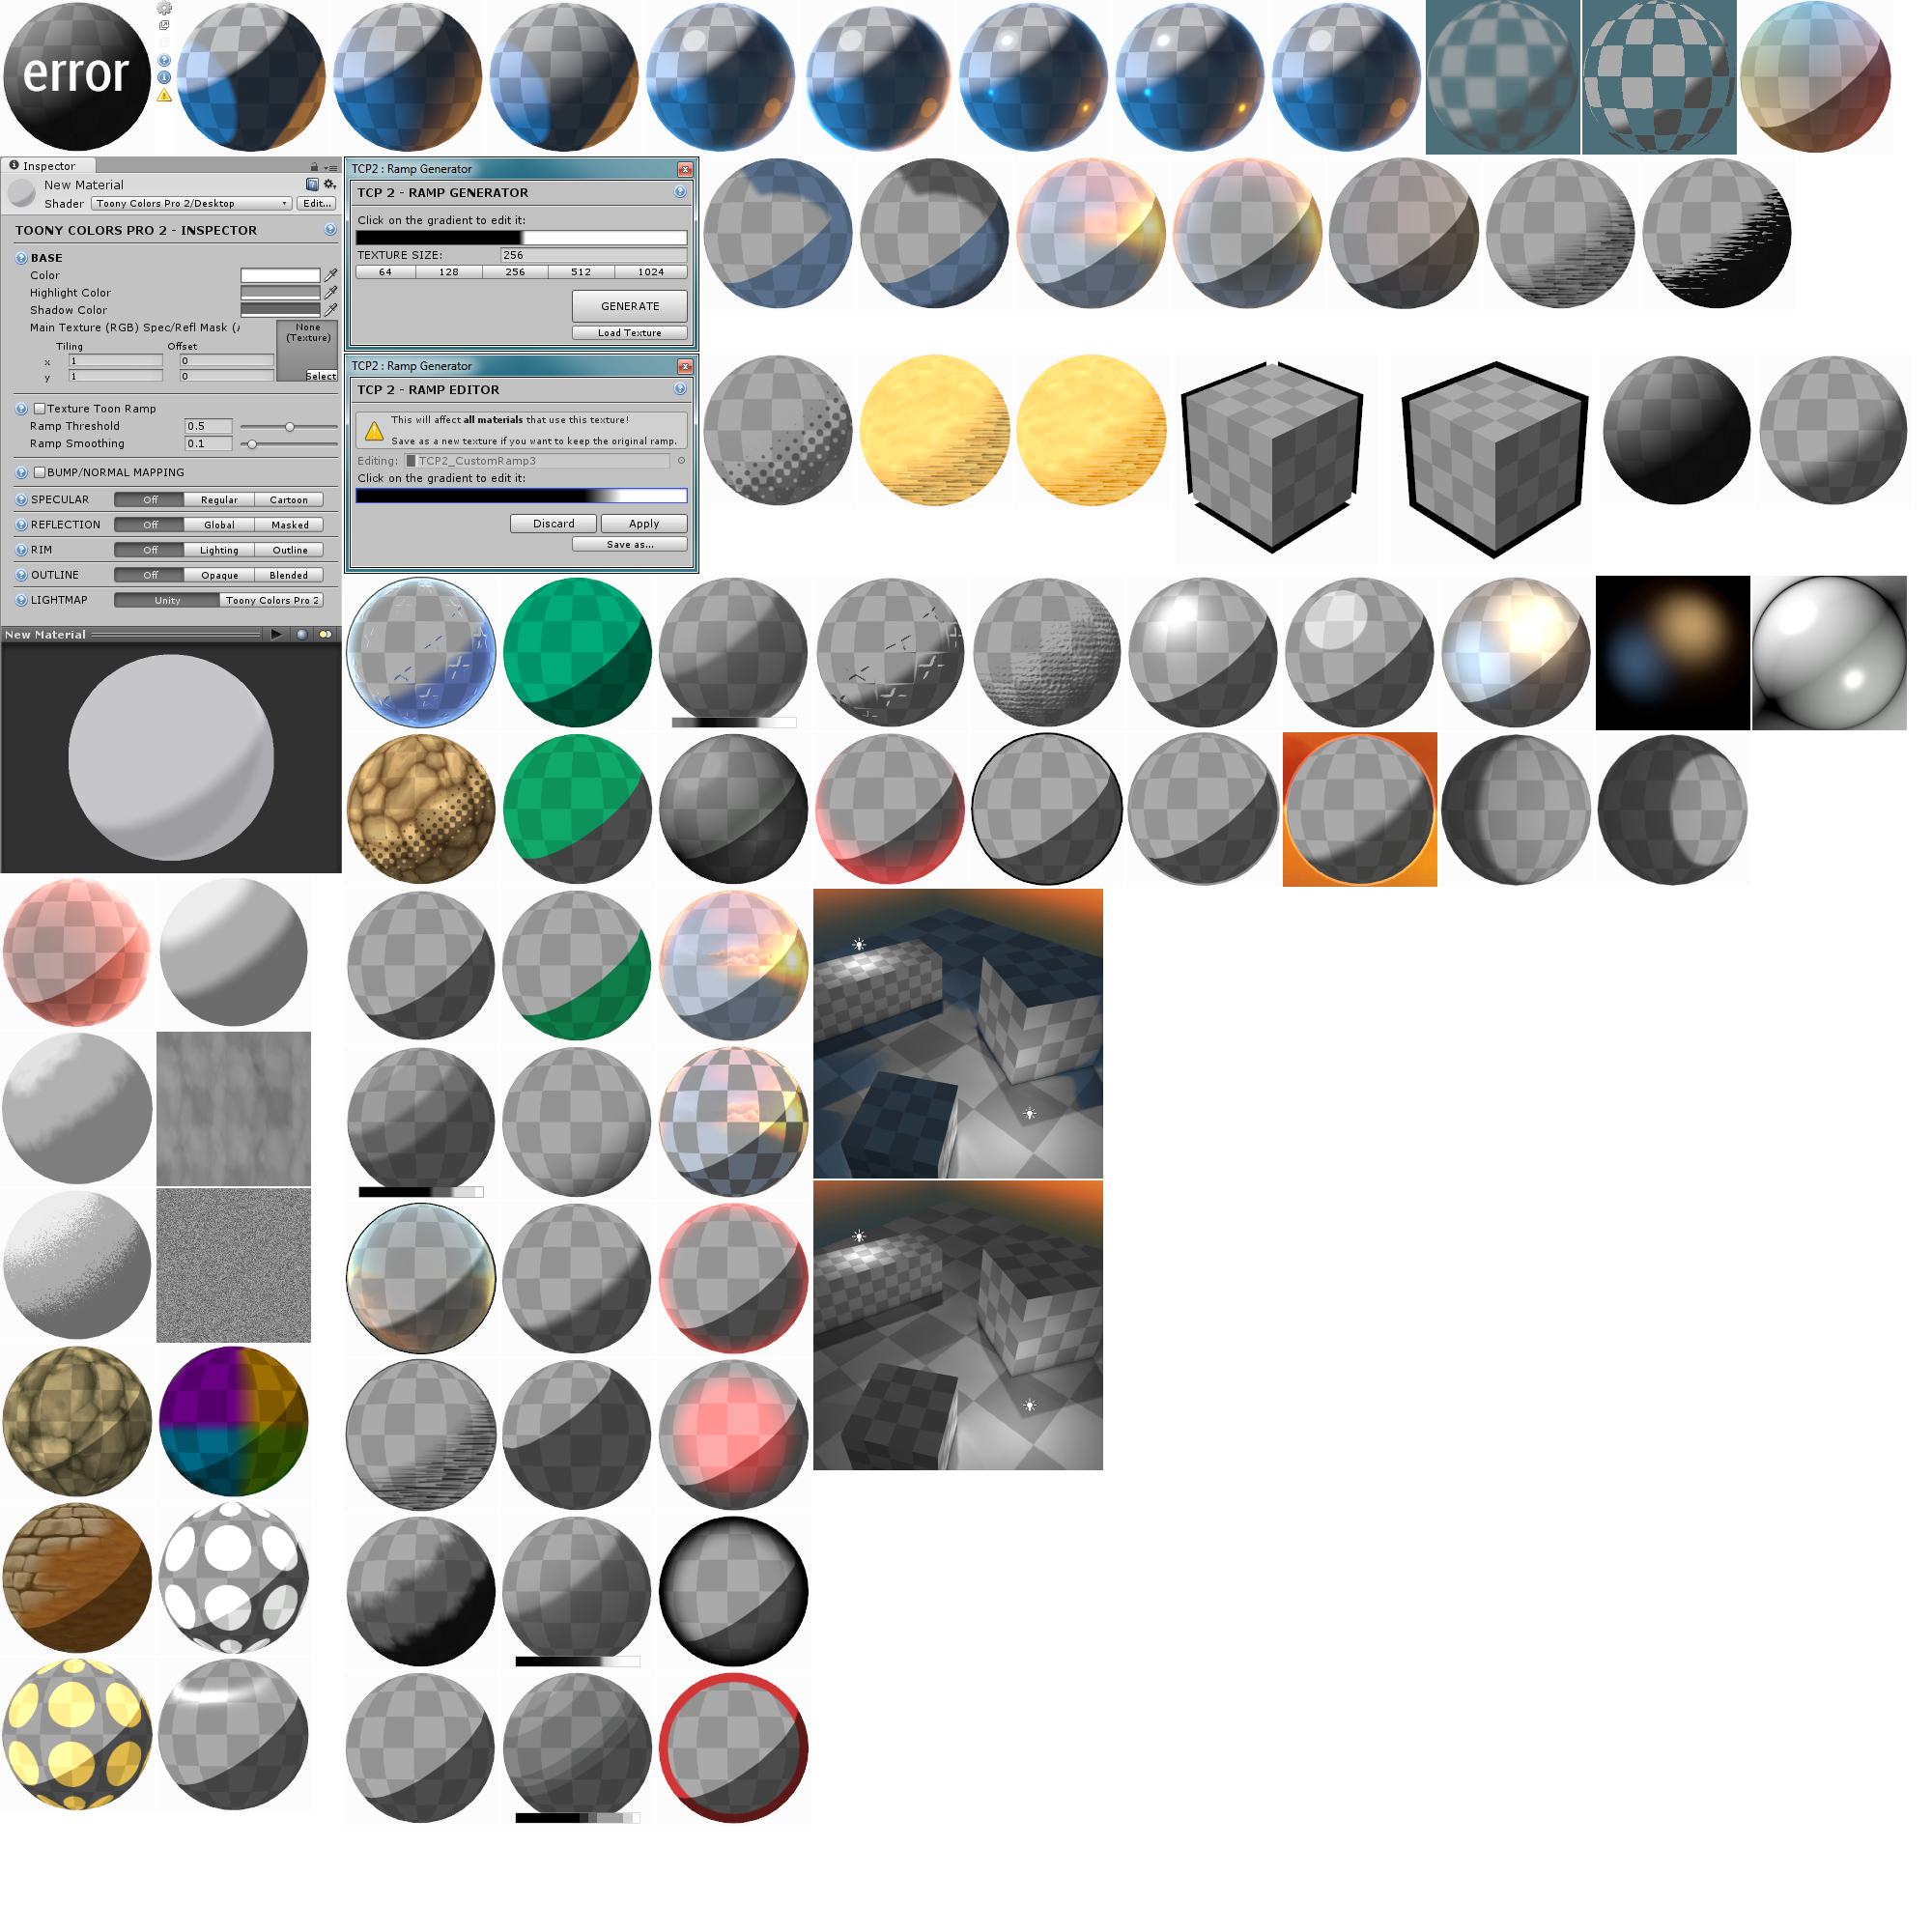 error
Inspector
New Material
Shader Toony Colors Pro 2/Desktop Edit...
TOONY COLORS PRO 2 - INSPECTOR
BASE
Color
Highlight Color
Shadow Color
Main Texture (RGB) Spec/Refl Mask (
None
(Texture)
Tiling Offset
x 1 0
y 1 0
Select
Texture Toon Ramp
Ramp Threshold 0.5
Ramp Smoothing 0.1
BUMP/NORMAL MAPPING
SPECULAR Off Regular Cartoon
REFLECTION Off Global Masked
RIM Off Lighting Outline
OUTLINE Off Opaque Blended
LIGHTMAP Unity Toony Colors Pro 2
New Material
TCP2 : Ramp Generator
TCP 2 - RAMP GENERATOR
Click on the gradient to edit it:
TEXTURE SIZE: 256
64 128 256 512 1024
GENERATE
Load Texture
TCP2 : Ramp Generator
TCP 2 - RAMP EDITOR
This will affect all materials that use this texture!
Save as a new texture if you want to keep the original ramp.
Editing: TCP2_CustomRamp3
Click on the gradient to edit it:
Discard Apply
Save as...